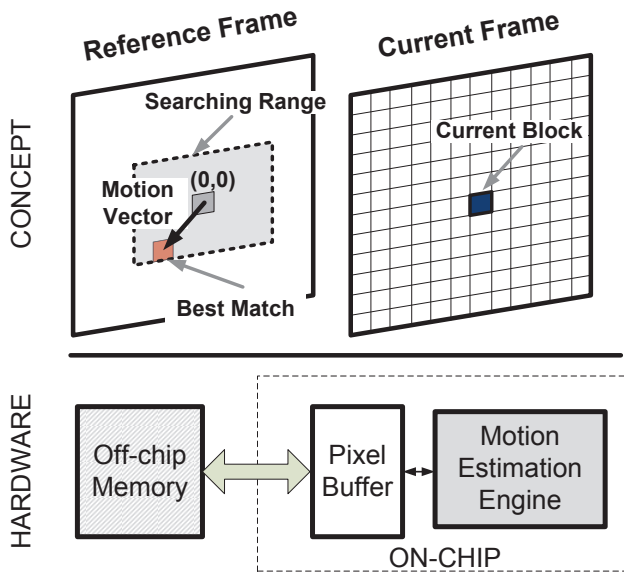 Reference Frame
Current Frame
CONCEPT
Searching Range
Current Block
(0,0)
Motion
Vector
Best Match
HARDWARE
Off-chip
Memory
Pixel
Buffer
Motion
Estimation
Engine
ON-CHIP